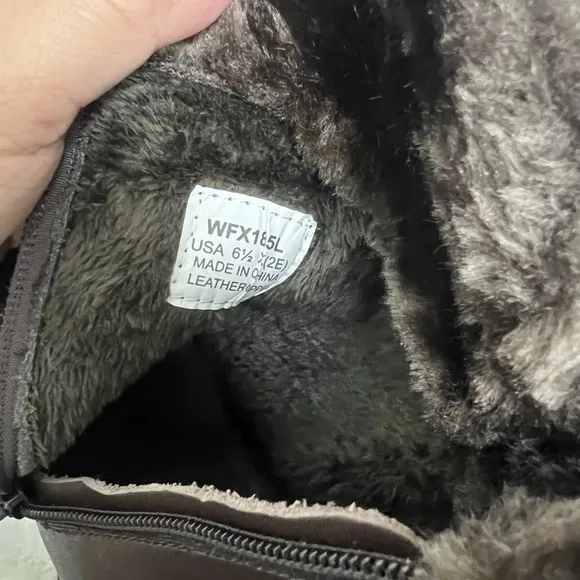 WFX185L
USA 6½ X(2E)
MADE IN CHINA
LEATHER